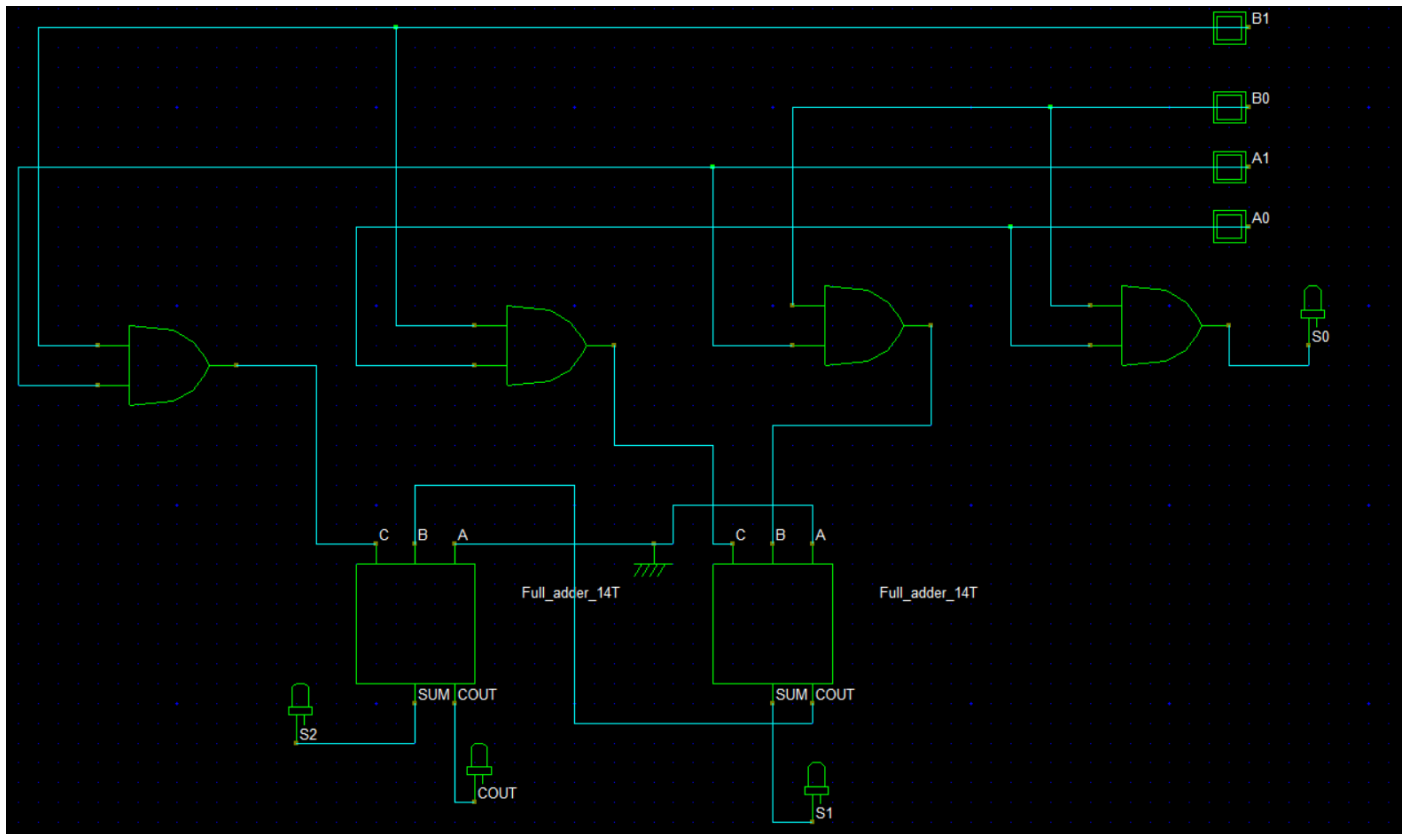 B1
B0
A1
A0
S0
C B A
C B A
Full_adder_14T
Full_adder_14T
SUM COUT
SUM COUT
S2
COUT
S1